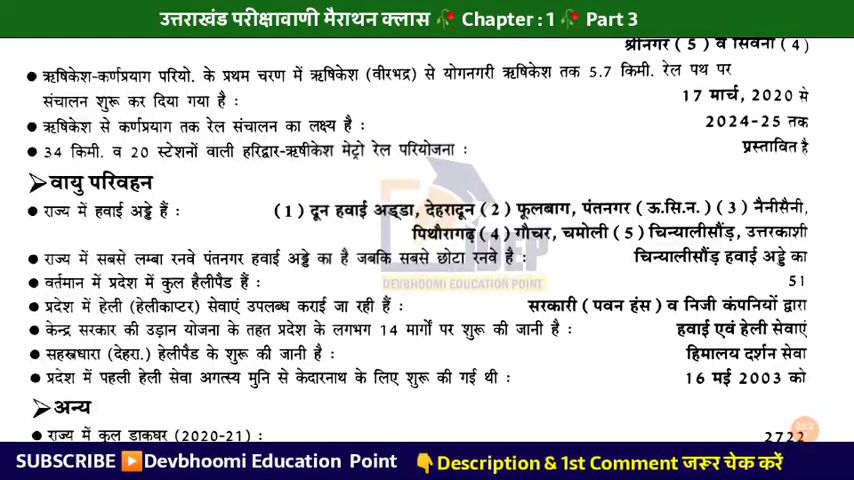 उत्तराखंड परीक्षावाणी मैराथन क्लास 🥀 Chapter : 1 🥀 Part 3
श्रीनगर ( 5 ) व सिवनी ( 4 )
● ऋषिकेश-कर्णप्रयाग परियो. के प्रथम चरण में ऋषिकेश (वीरभद्र) से योगनगरी ऋषिकेश तक 5.7 किमी. रेल पथ पर
संचालन शुरू कर दिया गया है : 17 मार्च, 2020 से
● ऋषिकेश से कर्णप्रयाग तक रेल संचालन का लक्ष्य है : 2024-25 तक
● 34 किमी. व 20 स्टेशनों वाली हरिद्वार-ऋषीकेश मेट्रो रेल परियोजना : प्रस्तावित है
➤वायु परिवहन
● राज्य में हवाई अड्डे हैं : (1) दून हवाई अड्डा, देहरादून (2) फूलबाग, पंतनगर (ऊ.सि.न.) (3) नैनीसैनी,
पिथौरागढ़ (4) गौचर, चमोली (5) चिन्यालीसौंड़, उत्तरकाशी
● राज्य में सबसे लम्बा रनवे पंतनगर हवाई अड्डे का है जबकि सबसे छोटा रनवे है : चिन्यालीसौंड़ हवाई अड्डे का
● वर्तमान में प्रदेश में कुल हैलीपैड हैं : 51
● प्रदेश में हेली (हेलीकाप्टर) सेवाएं उपलब्ध कराई जा रही हैं : सरकारी ( पवन हंस ) व निजी कंपनियों द्वारा
● केन्द्र सरकार की उड़ान योजना के तहत प्रदेश के लगभग 14 मार्गों पर शुरू की जानी है : हवाई एवं हेली सेवाएं
● सहस्त्रधारा (देहरा.) हेलीपैड के शुरू की जानी है : हिमालय दर्शन सेवा
● प्रदेश में पहली हेली सेवा अगत्स्य मुनि से केदारनाथ के लिए शुरू की गई थी : 16 मई 2003 को
➤अन्य
● राज्य में कुल डाकघर (2020-21) : 2722
DEP
DEVBHOOMI EDUCATION POINT
SUBSCRIBE ▶️Devbhoomi Education Point 👇Description & 1st Comment जरूर चेक करें